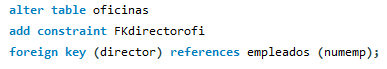 alter table oficinas
add constraint FKdirectorofi
foreign key (director) references empleados (numemp);